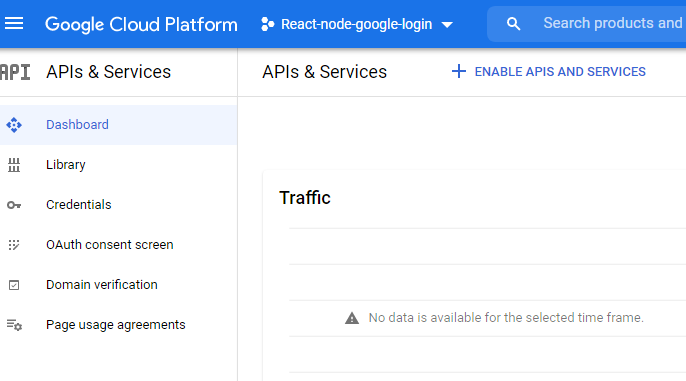 Google Cloud Platform
React-node-google-login
Search products and
API
APIs & Services
APIs & Services
ENABLE APIS AND SERVICES
Dashboard
Library
Credentials
OAuth consent screen
Domain verification
Page usage agreements
Traffic
No data is available for the selected time frame.